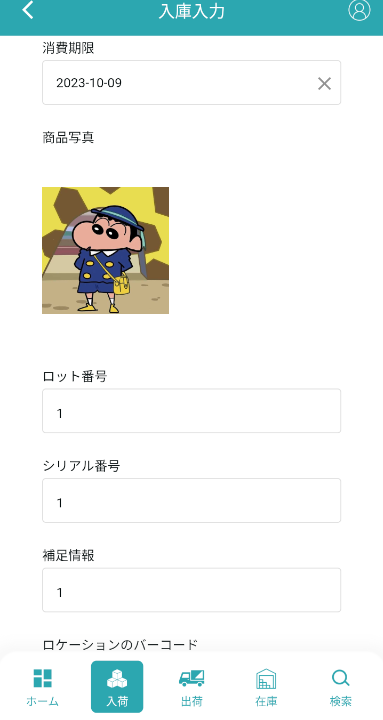 入庫入力
消費期限
2023-10-09
商品写真
ロット番号
1
シリアル番号
1
補足情報
1
ロケーションのバーコード
ホーム
入荷
出荷
在庫
検索